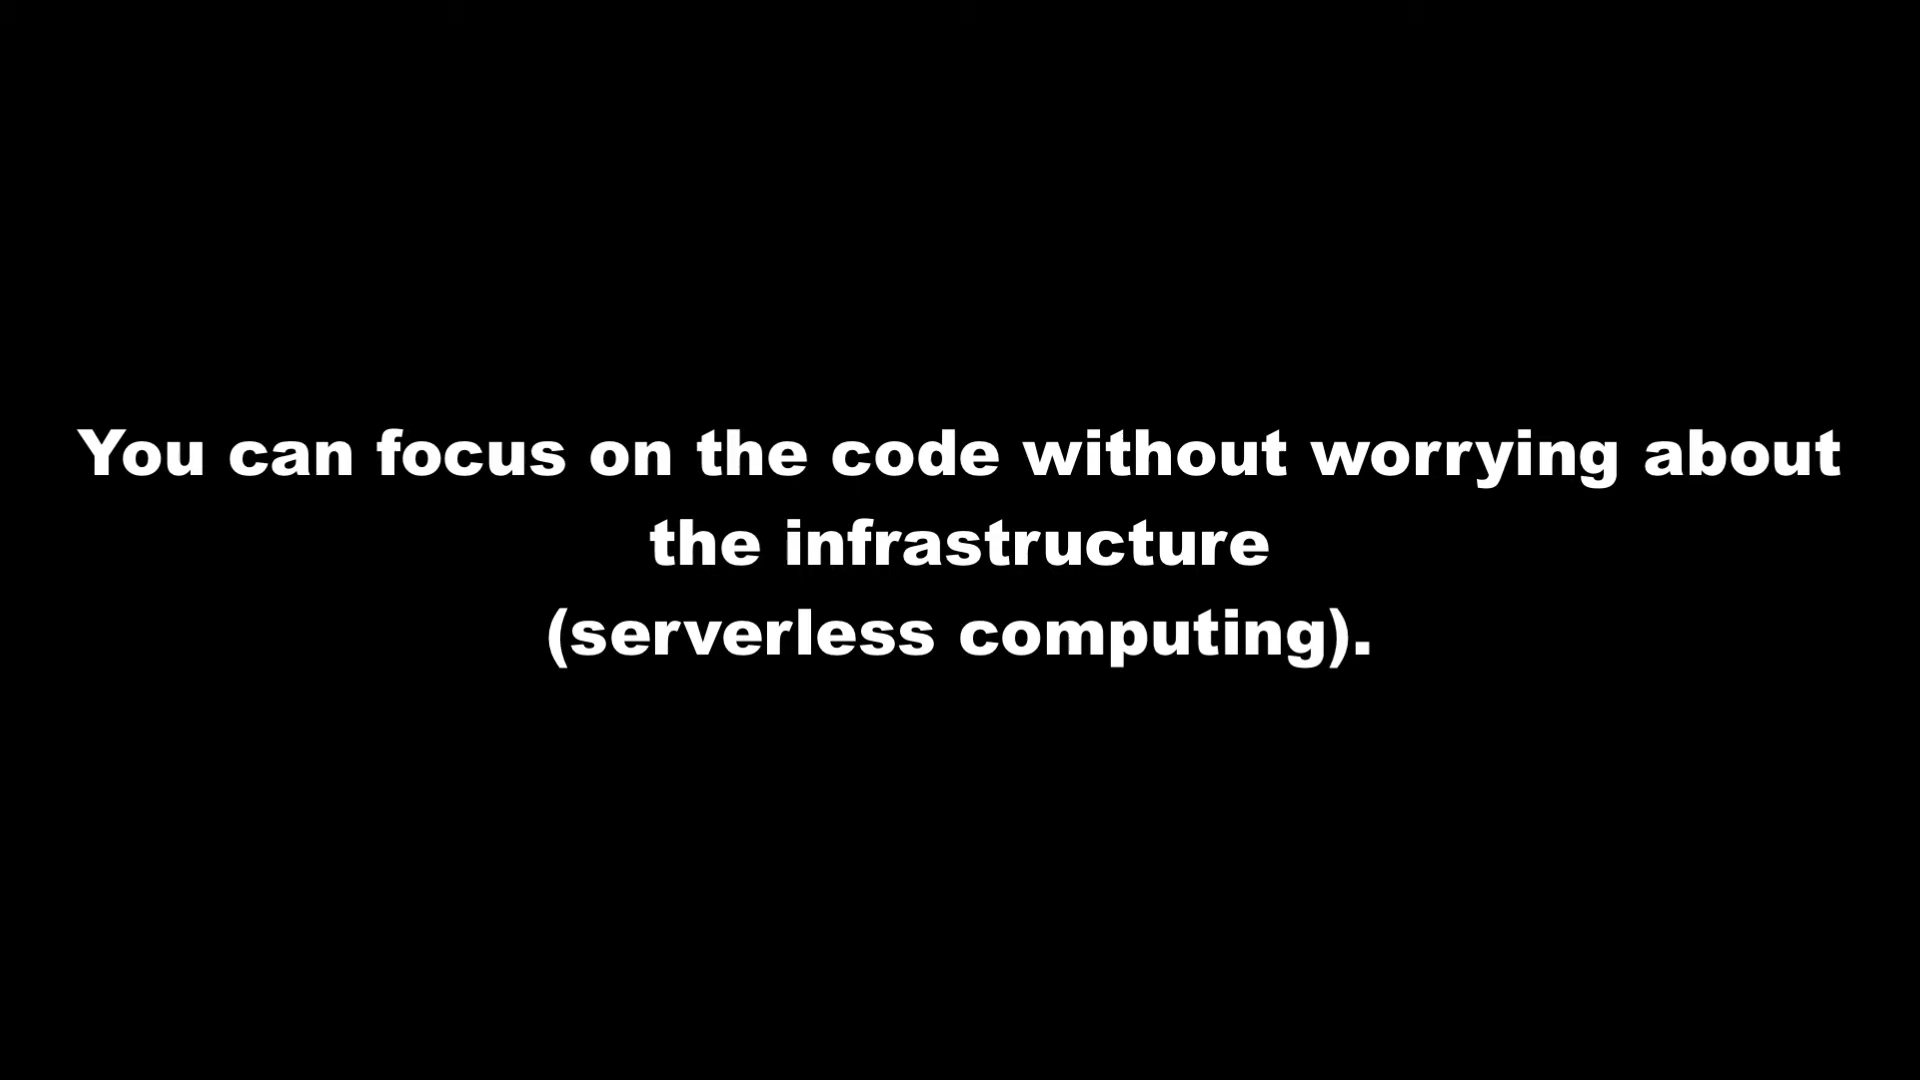 You can focus on the code without worrying about
the infrastructure
(serverless computing).